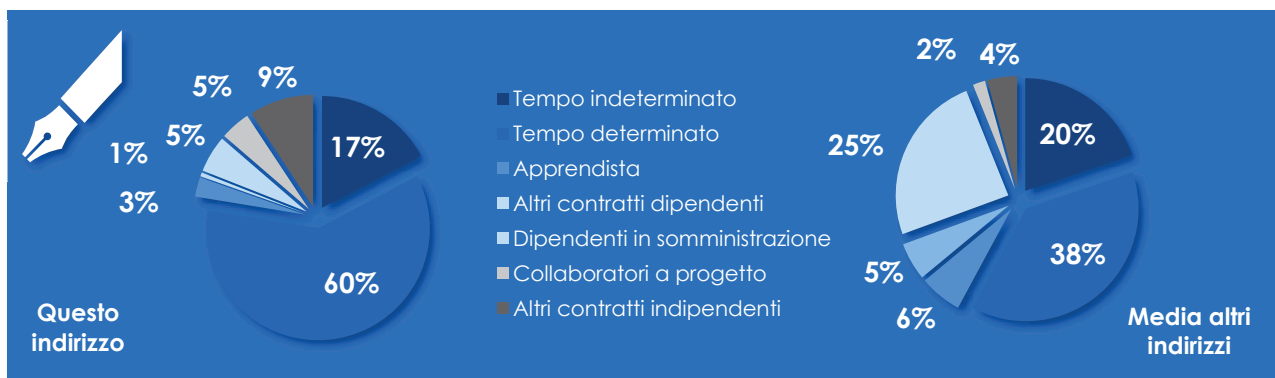 5%
9%
17%
5%
1%
3%
60%
Questo
indirizzo
Tempo indeterminato
Tempo determinato
Apprendista
Altri contratti dipendenti
Dipendenti in somministrazione
Collaboratori a progetto
Altri contratti indipendenti
2%
4%
20%
25%
38%
5%
6%
Media altri
indirizzi